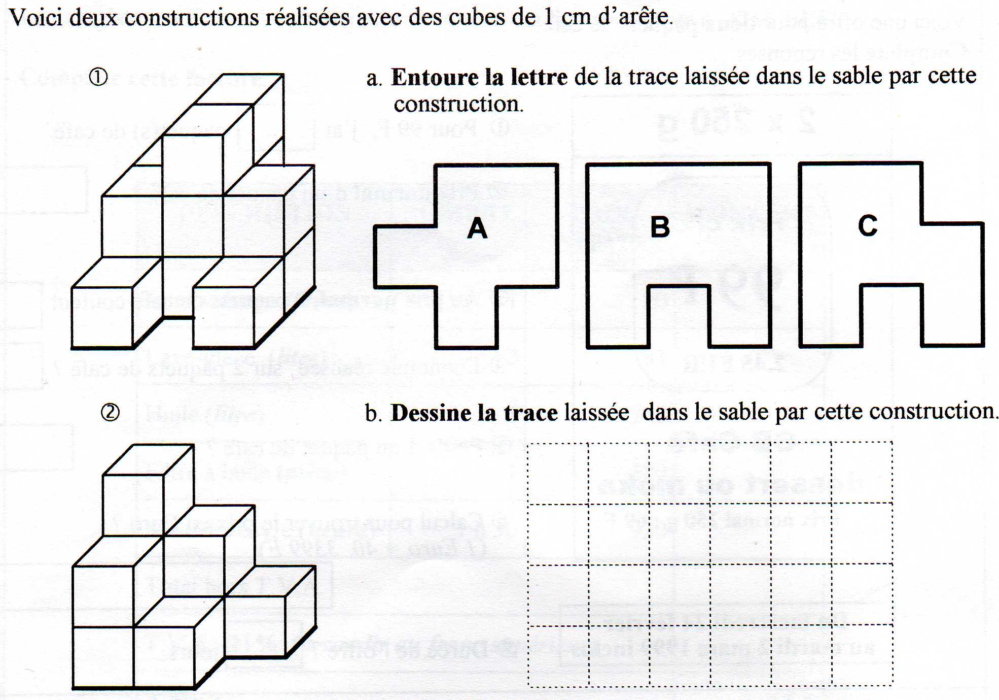 Voici deux constructions réalisées avec des cubes de 1 cm d'arête.
①
a. Entoure la lettre de la trace laissée dans le sable par cette
construction.
A
B
C
②
b. Dessine la trace laissée dans le sable par cette construction.